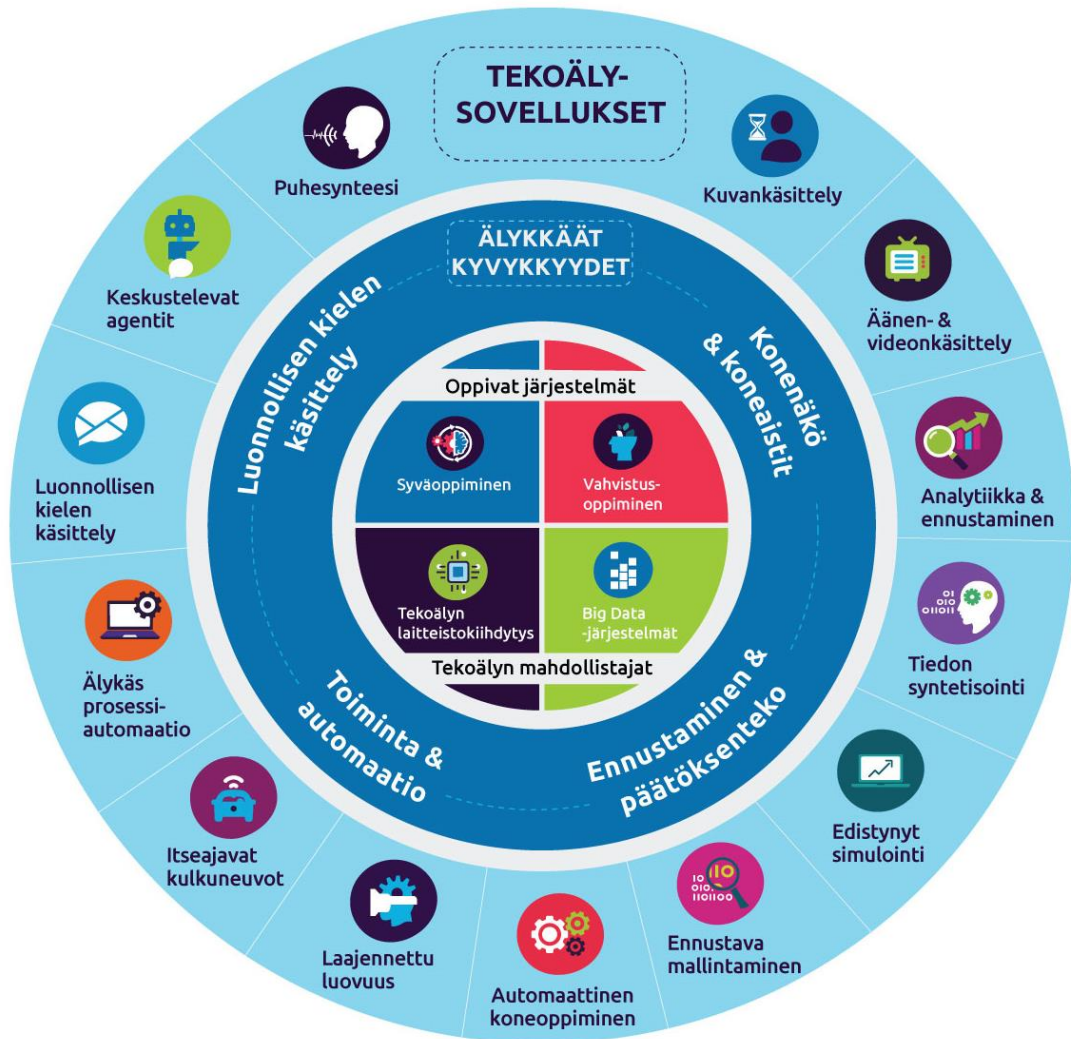 TEKOÄLY-
SOVELLUKSET
Kuvankäsittely
Äänen- &
videonkäsittely
Analytiikka &
ennustaminen
Tiedon
syntetisointi
Edistynyt
simulointi
Ennustava
mallintaminen
Automaattinen
koneoppiminen
Laajennettu
luovuus
Itseajavat
kulkuneuvot
Älykäs
prosessi-
automaatio
Luonnollisen
kielen
käsittely
Keskustelevat
agentit
Puhesynteesi
ÄLYKKÄÄT
KYVYKKYYDET
Konenäkö
& koneaistit
Ennustaminen &
päätöksenteko
Toiminta &
automaatio
Luonnollisen kielen
käsittely
Oppivat järjestelmät
Syväoppiminen
Vahvistus-
oppiminen
Tekoälyn
laitteistokiihdytys
Big Data
-järjestelmät
Tekoälyn mahdollistajat